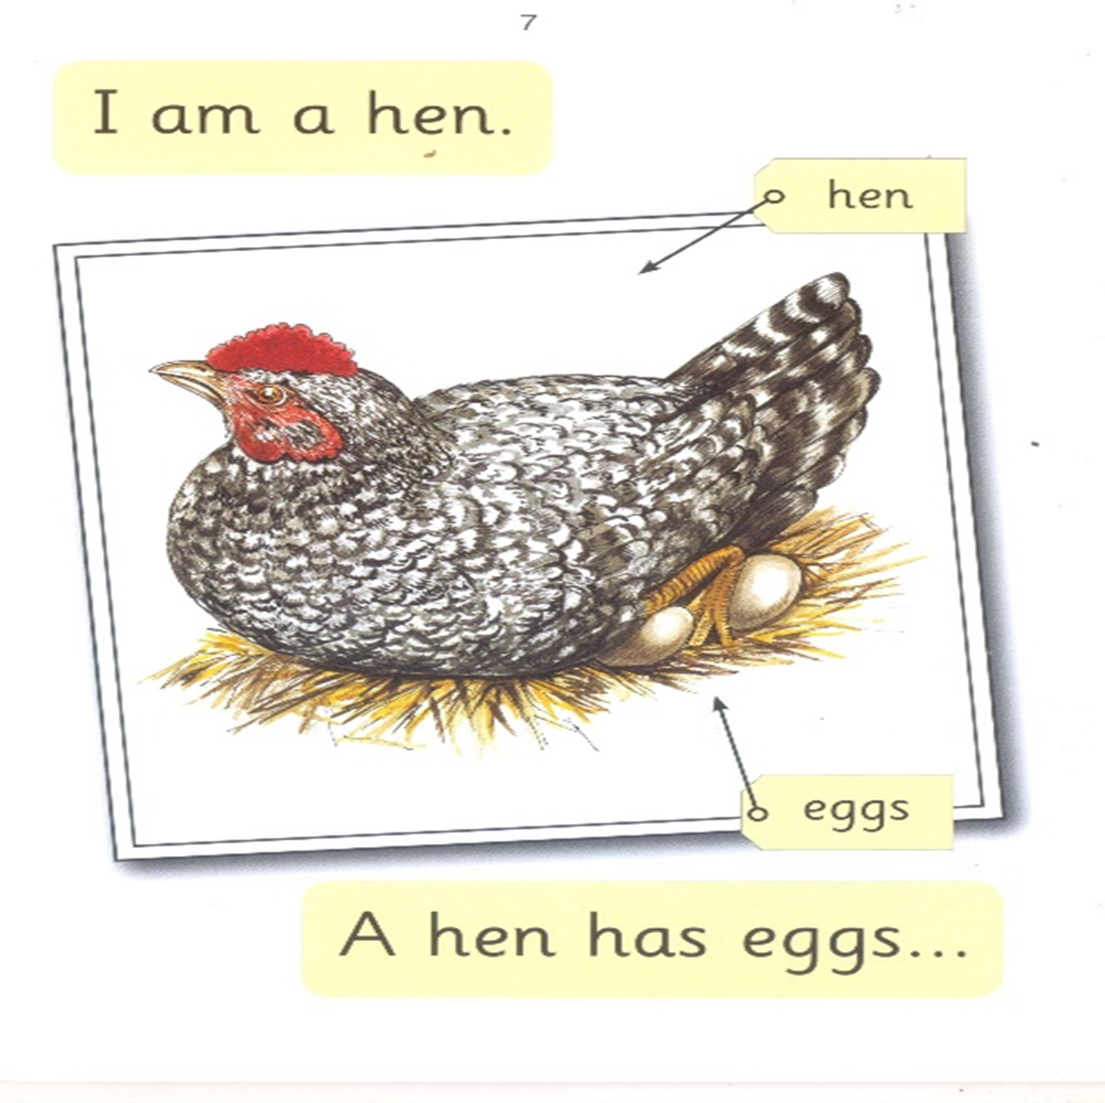 7
I am a hen.
hen
eggs
A hen has eggs...